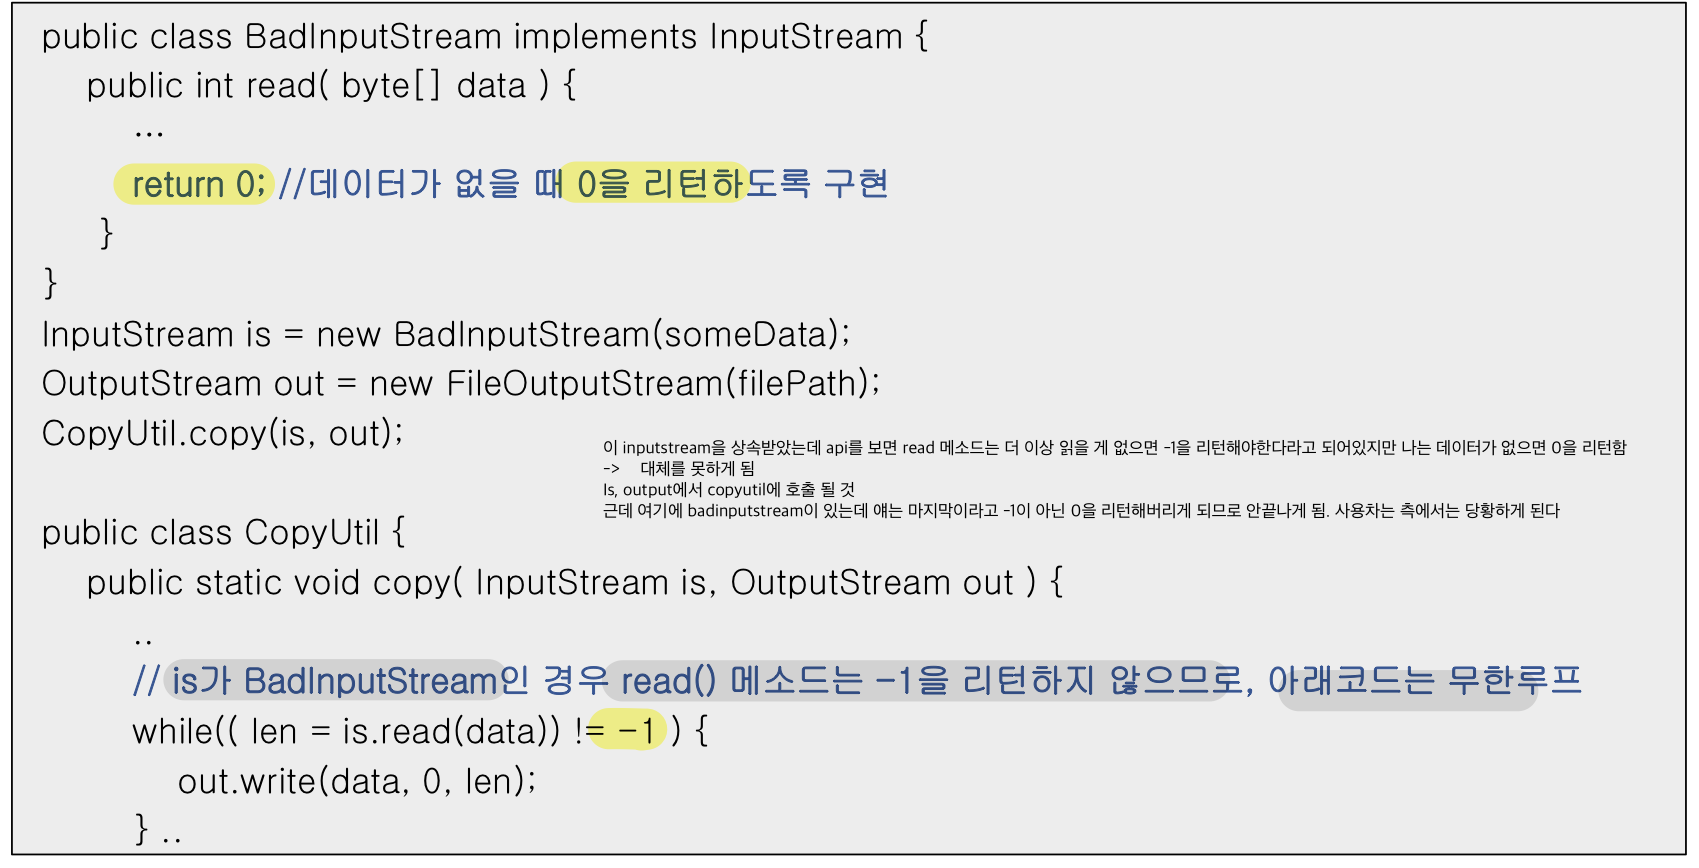 public class BadInputStream implements InputStream {
public int read( byte[] data ) {
...
return 0; //데이터가 없을 때 0을 리턴하도록 구현
}
}
InputStream is = new BadInputStream(someData);
OutputStream out = new FileOutputStream(filePath);
CopyUtil.copy(is, out);
이 inputstream을 상속받았는데 api를 보면 read 메소드는 더 이상 읽을 게 없으면 -1을 리턴해야한다라고 되어있지만 나는 데이터가 없으면 0을 리턴함
-> 대체를 못하게 됨
Is, output에서 copyutil에 호출 될 것
근데 여기에 badinputstream이 있는데 얘는 마지막이라고 -1이 아닌 0을 리턴해버리게 되므로 안끝나게 됨. 사용차는 측에서는 당황하게 된다
public class CopyUtil {
public static void copy( InputStream is, OutputStream out ) {
..
// is가 BadInputStream인 경우 read() 메소드는 -1을 리턴하지 않으므로, 아래코드는 무한루프
while(( len = is.read(data)) != -1 ) {
out.write(data, 0, len);
} ..